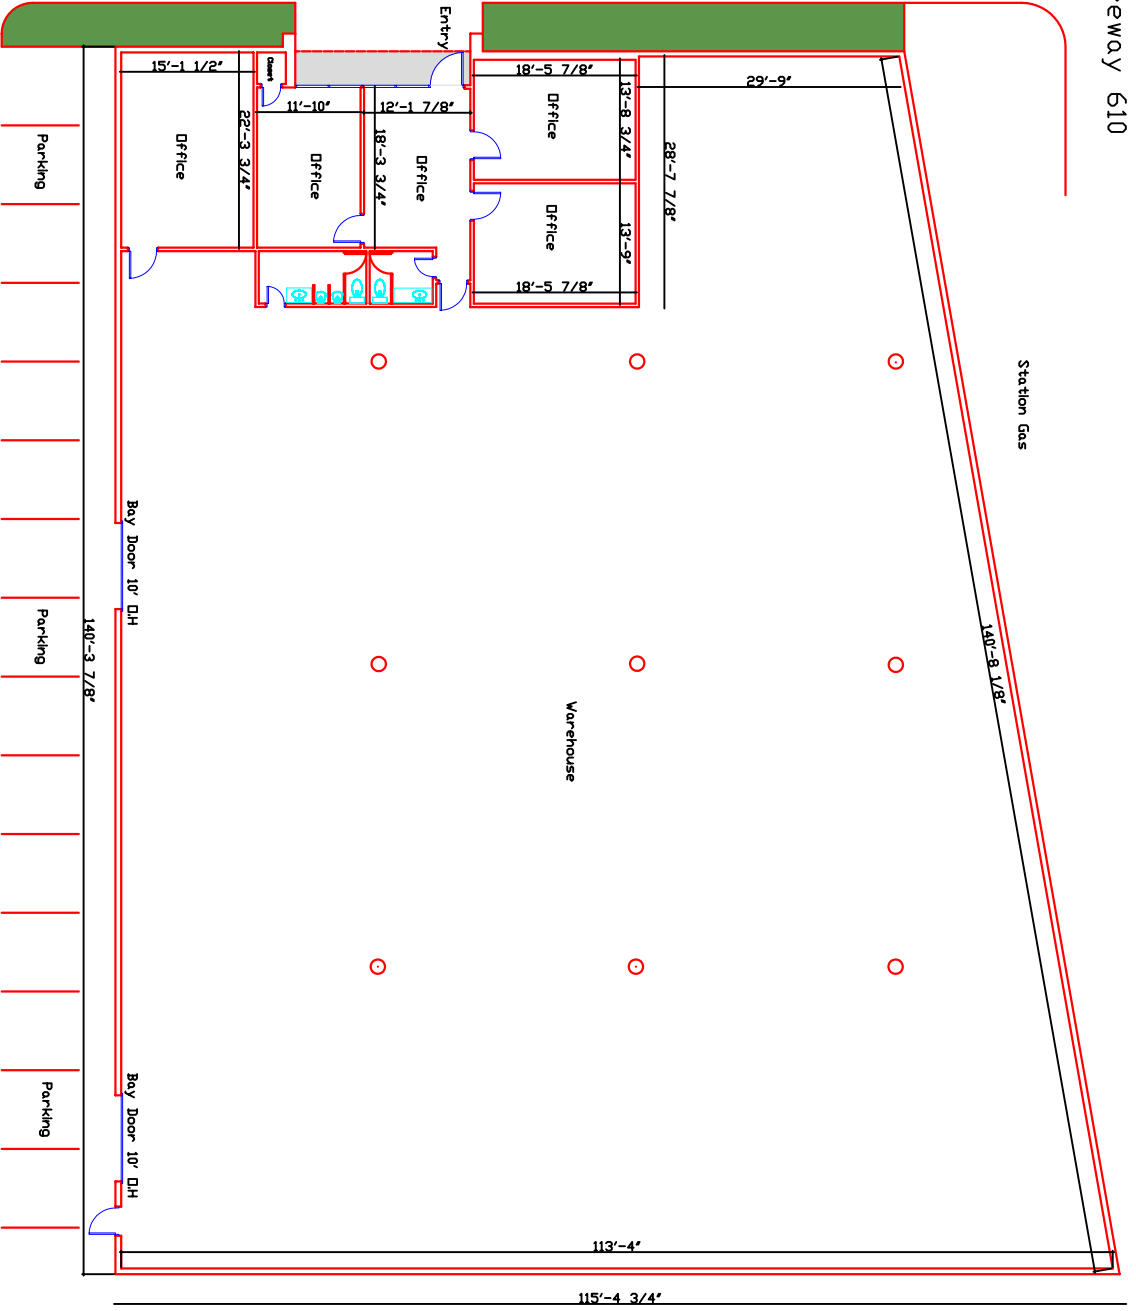 eway 610
Entry
Closet
15'-1 1/2"
18'-5 7/8"
29'-9"
11'-10"
12'-1 7/8"
22'-3 3/4"
18'-3 3/4"
13'-8 3/4"
28'-7 7/8"
Office
Office
Office
Office
Office
13'-9"
18'-5 7/8"
Parking
Station Gas
Bay Door 10' O.H
Parking
140'-3 7/8"
140'-8 1/8"
Warehouse
Bay Door 10' O.H
Parking
113'-4"
115'-4 3/4"